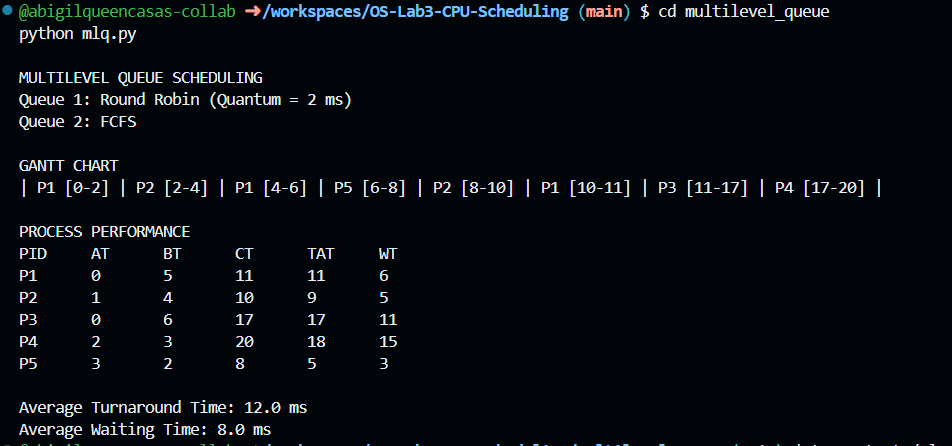 @abigilqueencasas-collab ➜ /workspaces/OS-Lab3-CPU-Scheduling (main) $ cd multilevel_queue
python mlq.py
MULTILEVEL QUEUE SCHEDULING
Queue 1: Round Robin (Quantum = 2 ms)
Queue 2: FCFS
GANTT CHART
| P1 [0-2] | P2 [2-4] | P1 [4-6] | P5 [6-8] | P2 [8-10] | P1 [10-11] | P3 [11-17] | P4 [17-20] |
PROCESS PERFORMANCE
PID AT BT CT TAT WT
P1 0 5 11 11 6
P2 1 4 10 9 5
P3 0 6 17 17 11
P4 2 3 20 18 15
P5 3 2 8 5 3
Average Turnaround Time: 12.0 ms
Average Waiting Time: 8.0 ms